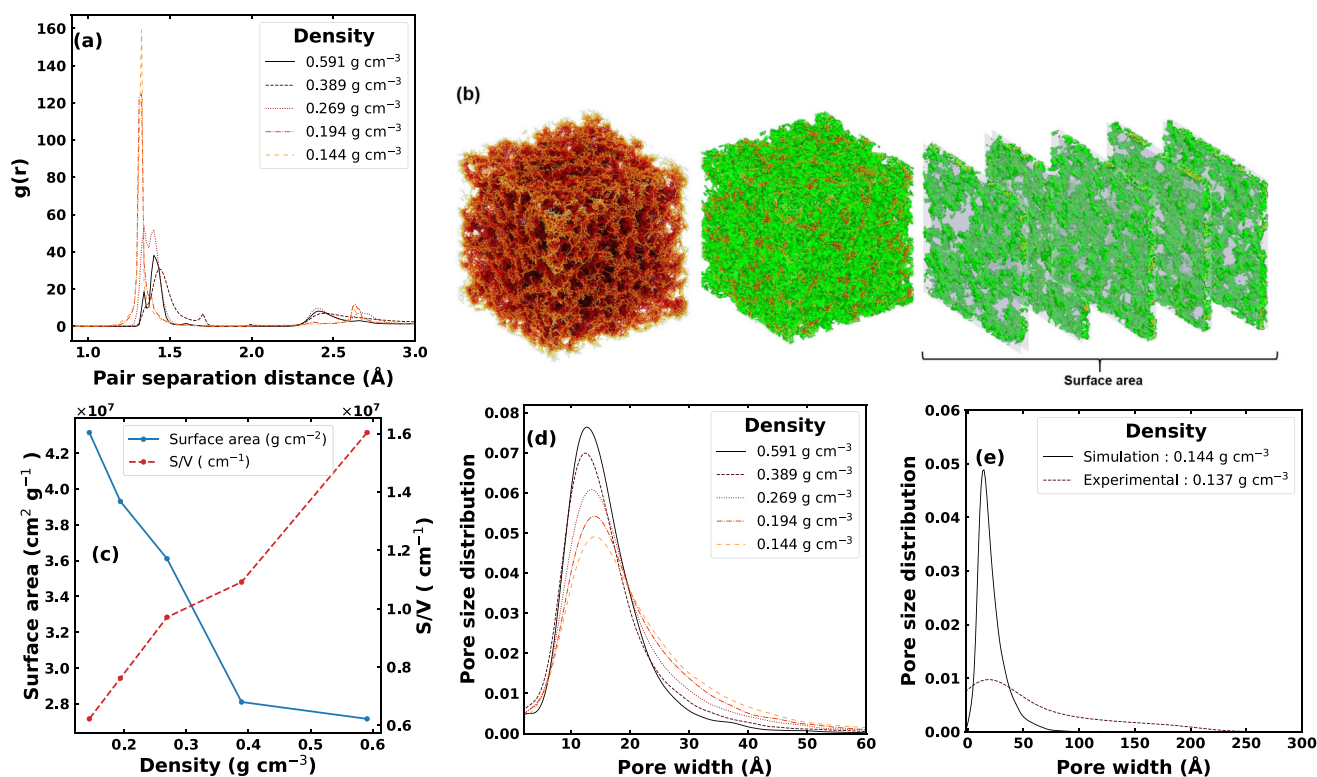 (a)
160
140
120
100
80
60
40
20
0
g(r)
Density
0.591 g cm⁻³
0.389 g cm⁻³
0.269 g cm⁻³
0.194 g cm⁻³
0.144 g cm⁻³
1.0 1.5 2.0 2.5 3.0
Pair separation distance (Å)
(b)
Surface area
×10⁷ ×10⁷
Surface area (g cm⁻²)
S/V ( cm⁻¹)
(c)
4.2
4.0
3.8
3.6
3.4
3.2
3.0
2.8
Surface area (cm² g⁻¹)
1.6
1.4
1.2
1.0
0.8
0.6
S/V ( cm⁻¹)
0.2 0.3 0.4 0.5 0.6
Density (g cm⁻³)
(d)
0.08
0.07
0.06
0.05
0.04
0.03
0.02
0.01
0.00
Pore size distribution
Density
0.591 g cm⁻³
0.389 g cm⁻³
0.269 g cm⁻³
0.194 g cm⁻³
0.144 g cm⁻³
10 20 30 40 50 60
Pore width (Å)
(e)
0.06
0.05
0.04
0.03
0.02
0.01
0.00
Pore size distribution
Density
Simulation : 0.144 g cm⁻³
Experimental : 0.137 g cm⁻³
0 50 100 150 200 250 300
Pore width (Å)